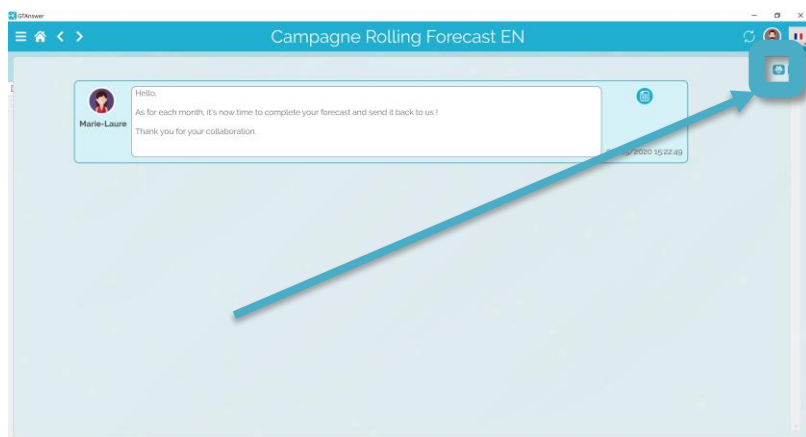 GTAnswer
Campagne Rolling Forecast EN
Hello,
As for each month, it's now time to complete your forecast and send it back to us !
Thank you for your collaboration.
Marie-Laure
/2020 15:22:49